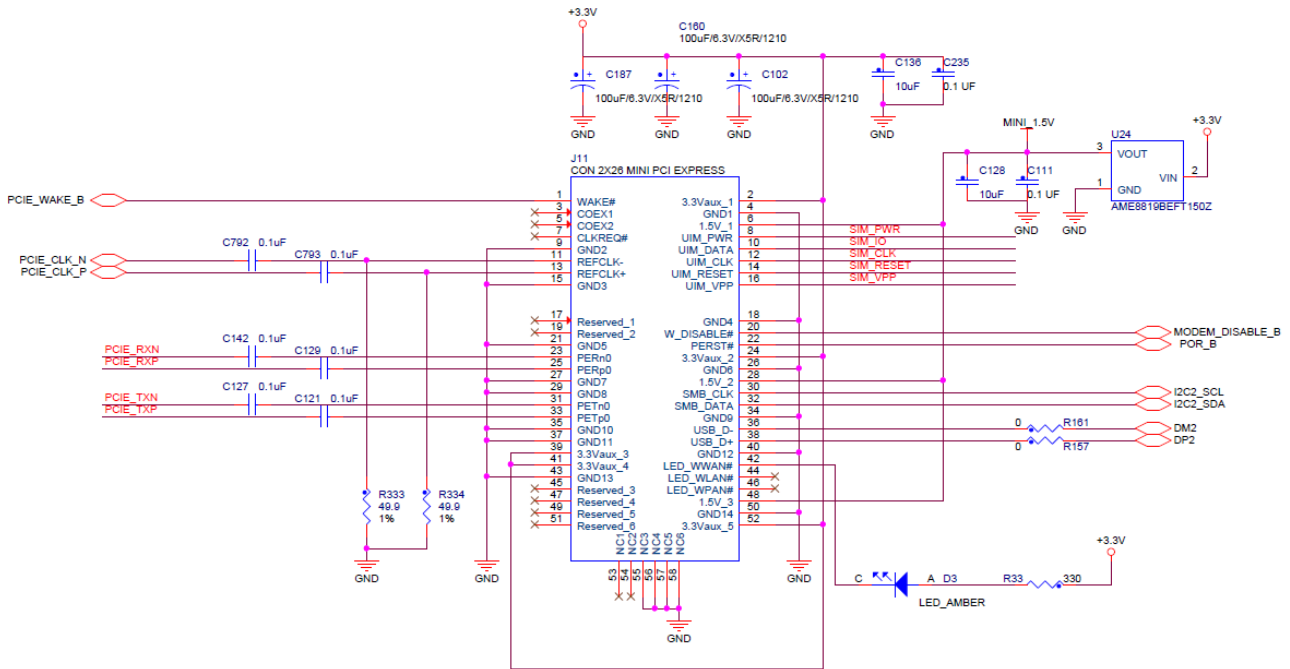 +3.3V
C160
100uF/6.3V/X5R/1210
C187
C102
C136
C235
10uF
0.1 UF
100uF/6.3V/X5R/1210
100uF/6.3V/X5R/1210
GND
GND
GND
GND
MINI_1.5V
U24
+3.3V
3
VOUT
VIN
2
1
GND
AME8819BEFT150Z
C128
C111
10uF
0.1 UF
GND
GND
J11
CON 2X26 MINI PCI EXPRESS
PCIE_WAKE_B
1 WAKE# 3.3Vaux_1 2
3 COEX1 GND1 4
5 COEX2 1.5V_1 6
7 CLKREQ# UIM_PWR 8 SIM_PWR
9 GND2 UIM_DATA 10 SIM_IO
C792 0.1uF
PCIE_CLK_N
C793 0.1uF
11 REFCLK- UIM_CLK 12 SIM_CLK
PCIE_CLK_P
13 REFCLK+ UIM_RESET 14 SIM_RESET
15 GND3 UIM_VPP 16 SIM_VPP
17 Reserved_1 GND4 18
19 Reserved_2 W_DISABLE# 20 MODEM_DISABLE_B
21 GND5 PERST# 22 POR_B
C142 0.1uF
PCIE_RXN
C129 0.1uF
23 PERn0 3.3Vaux_2 24
PCIE_RXP
25 PERp0 GND6 26
27 GND7 1.5V_2 28
C127 0.1uF
29 GND8 SMB_CLK 30 I2C2_SCL
PCIE_TXN
C121 0.1uF
31 PETn0 SMB_DATA 32 I2C2_SDA
PCIE_TXP
33 PETp0 GND9 34
35 GND10 USB_D- 36 0 R161 DM2
37 GND11 USB_D+ 38 0 R157 DP2
39 3.3Vaux_3 GND12 40
41 3.3Vaux_4 LED_WWAN# 42
43 GND13 LED_WLAN# 44
45 Reserved_3 LED_WPAN# 46
47 Reserved_4 1.5V_3 48
49 Reserved_5 GND14 50
51 Reserved_6 3.3Vaux_5 52
R333
49.9
1%
R334
49.9
1%
GND
GND
GND
NC1
NC2
NC3
NC4
NC5
NC6
53
54
55
56
57
58
GND
+3.3V
C
A
D3
R33
330
LED_AMBER